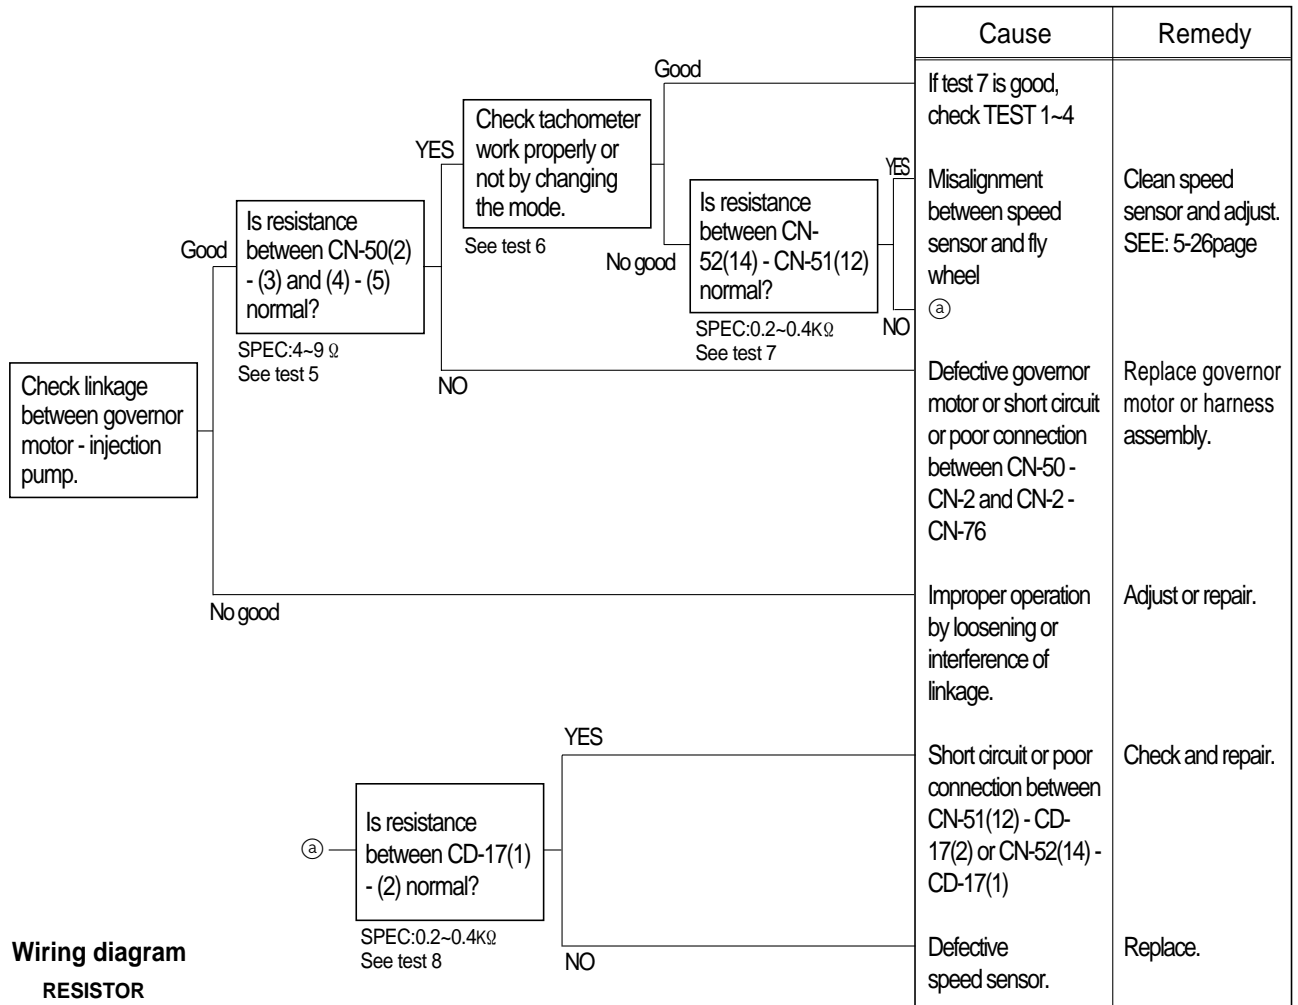 Cause
Remedy
Good
If test 7 is good,
check TEST 1~4
Check tachometer
work properly or
not by changing
the mode.
See test 6
YES
YES
Misalignment
between speed
sensor and fly
wheel
ⓐ
Clean speed
sensor and adjust.
SEE: 5-26page
Is resistance
between CN-
52(14) - CN-51(12)
normal?
SPEC:0.2~0.4KΩ
See test 7
No good
NO
Good
Is resistance
between CN-50(2)
- (3) and (4) - (5)
normal?
SPEC:4~9 Ω
See test 5
NO
Defective governor
motor or short circuit
or poor connection
between CN-50 -
CN-2 and CN-2 -
CN-76
Replace governor
motor or harness
assembly.
Check linkage
between governor
motor - injection
pump.
No good
Improper operation
by loosening or
interference of
linkage.
Adjust or repair.
YES
Short circuit or poor
connection between
CN-51(12) - CD-
17(2) or CN-52(14) -
CD-17(1)
Check and repair.
ⓐ
Is resistance
between CD-17(1)
- (2) normal?
SPEC:0.2~0.4KΩ
See test 8
NO
Defective
speed sensor.
Replace.
Wiring diagram
RESISTOR